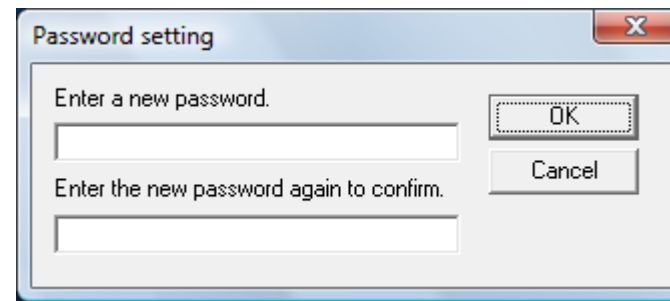 Password setting
Enter a new password.
OK
Cancel
Enter the new password again to confirm.